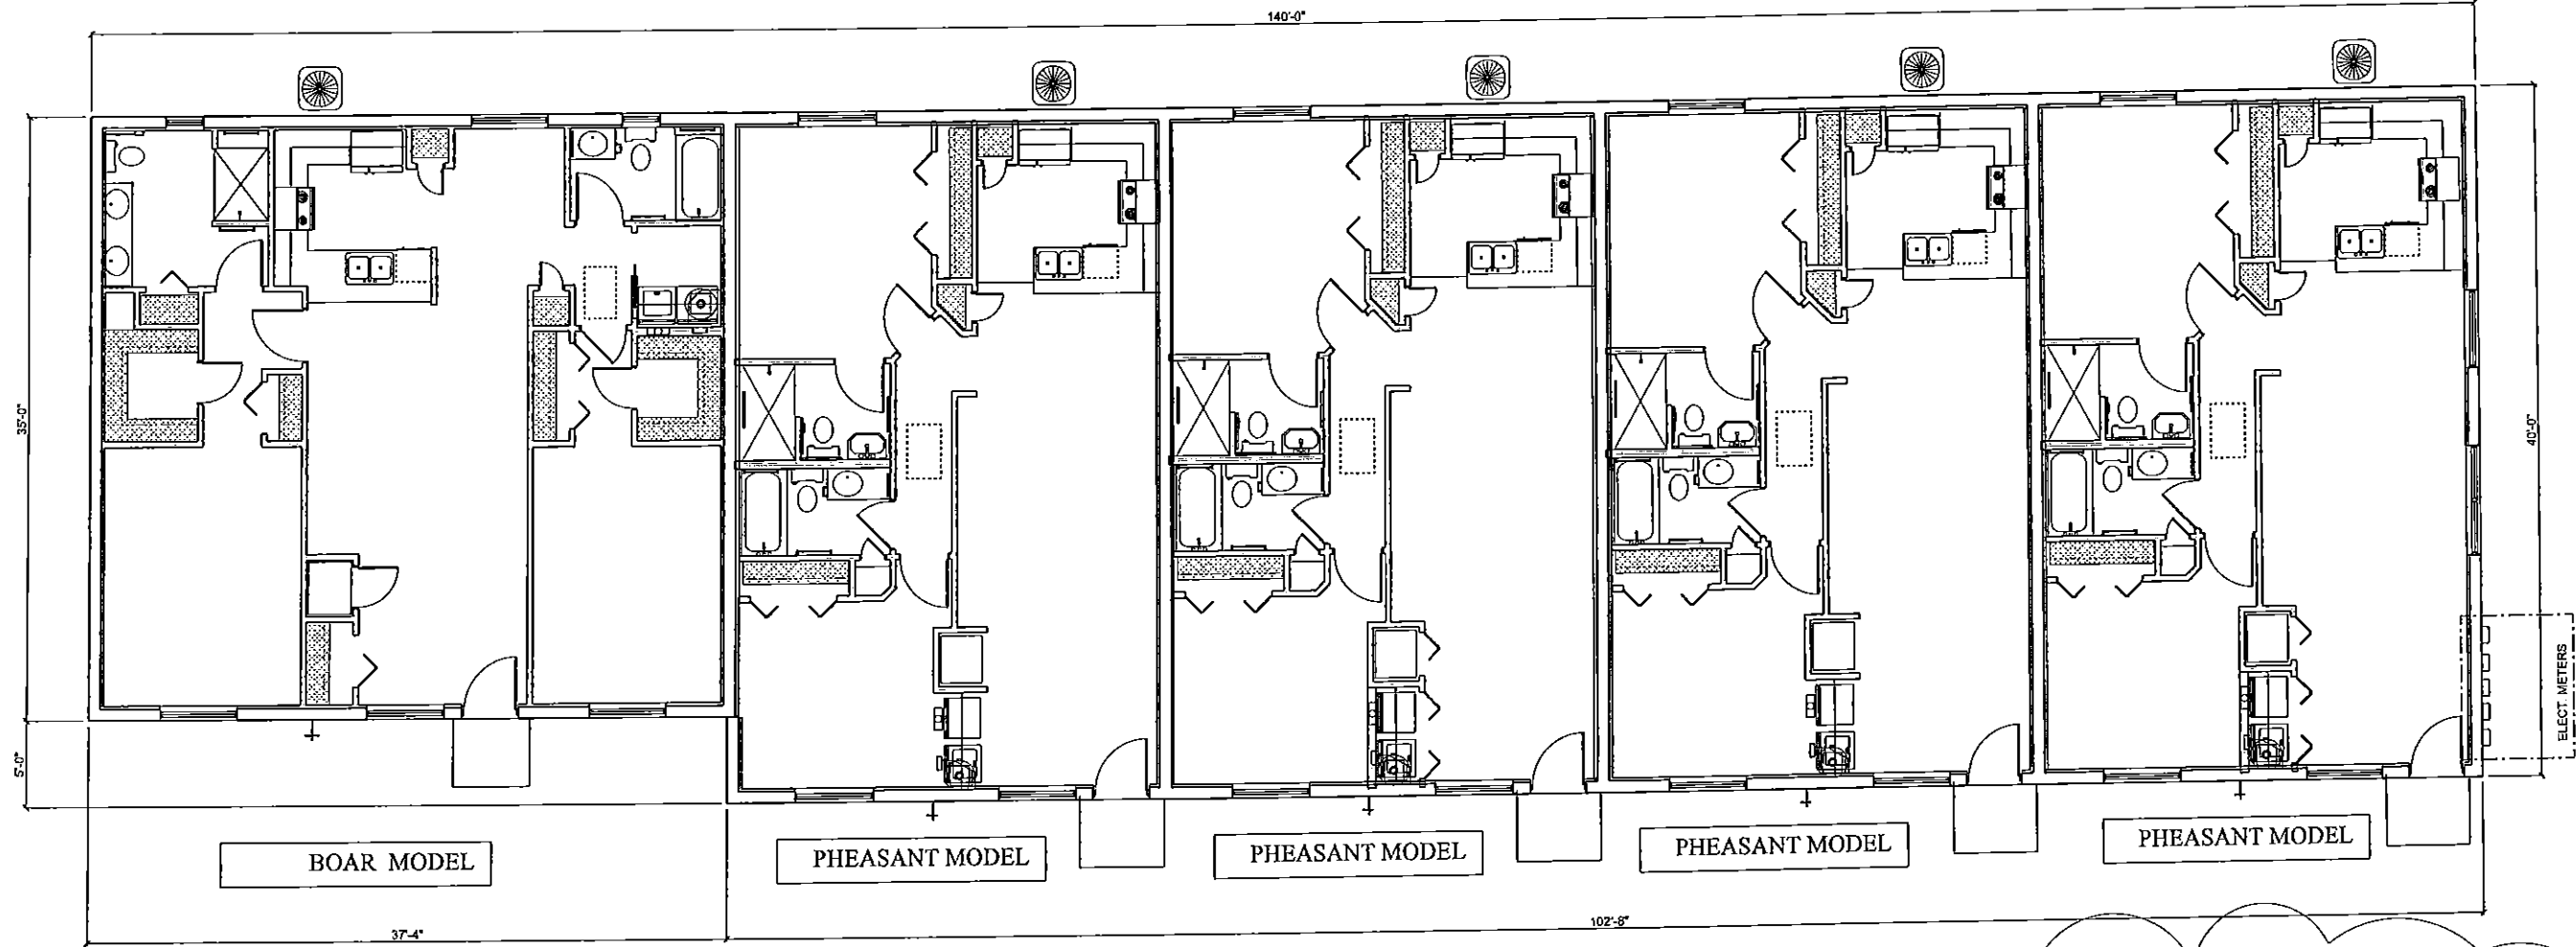 140'-0"
35'-0"
40'-0"
5'-0"
ELECT. METERS
BOAR MODEL
PHEASANT MODEL
PHEASANT MODEL
PHEASANT MODEL
PHEASANT MODEL
37'-4"
102'-8"